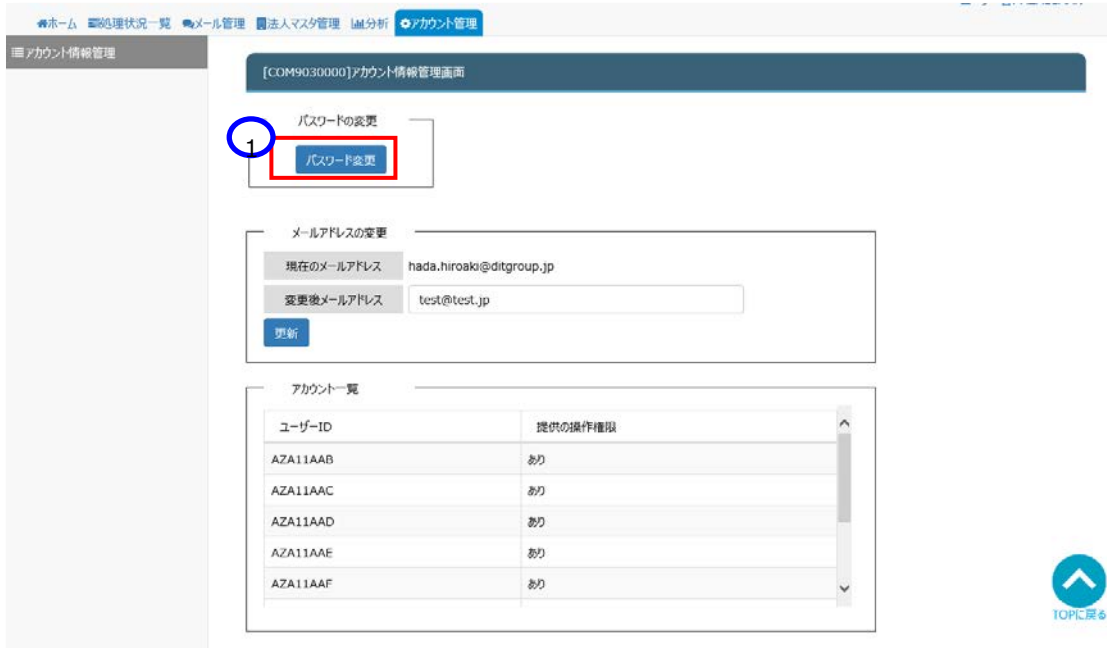 ホーム 処理状況一覧 メール管理 法人マスタ管理 分析 アカウント管理
アカウント情報管理
[COM9030000]アカウント情報管理画面
パスワードの変更
1
パスワード変更
メールアドレスの変更
現在のメールアドレス hada.hiroaki@ditgroup.jp
変更後メールアドレス test@test.jp
更新
アカウント一覧
ユーザーID 提供の操作権限
AZA11AAB あり
AZA11AAC あり
AZA11AAD あり
AZA11AAE あり
AZA11AAF あり
TOPに戻る